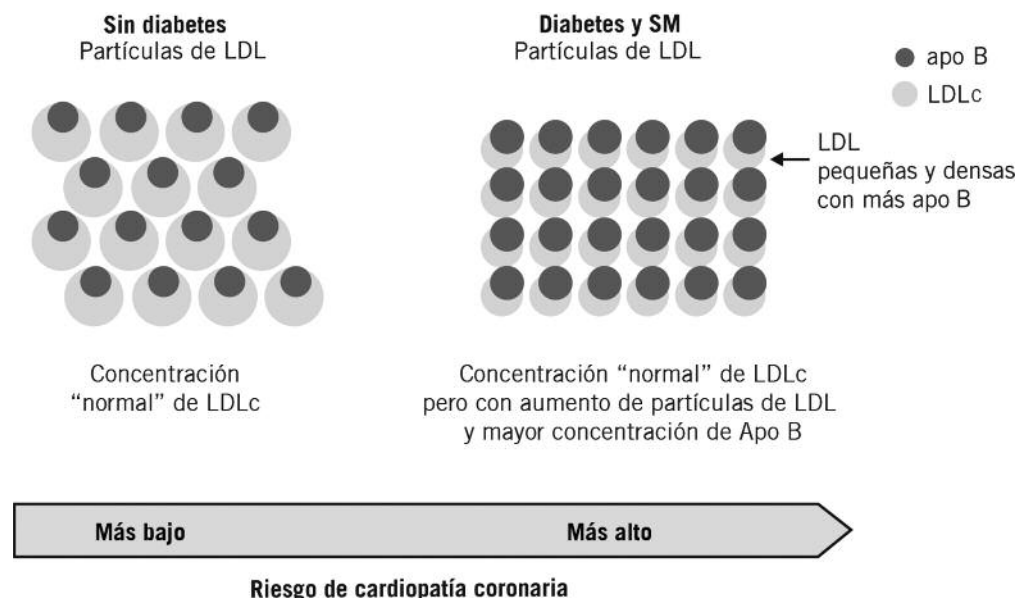 Sin diabetes
Partículas de LDL
Diabetes y SM
Partículas de LDL
apo B
LDLc
LDL
pequeñas y densas
con más apo B
Concentración
“normal” de LDLc
Concentración “normal” de LDLc
pero con aumento de partículas de LDL
y mayor concentración de Apo B
Más bajo
Más alto
Riesgo de cardiopatía coronaria